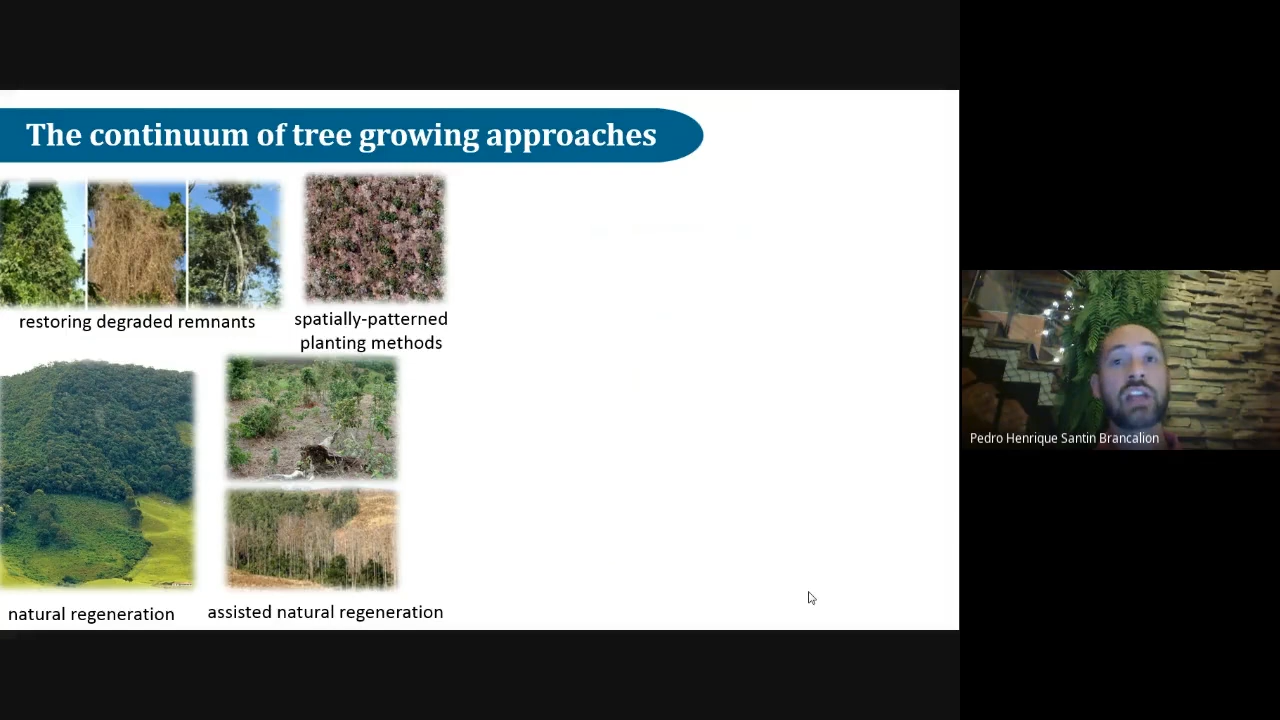 The continuum of tree growing approaches
restoring degraded remnants
spatially-patterned
planting methods
natural regeneration
assisted natural regeneration
Pedro Henrique Santin Brancalion